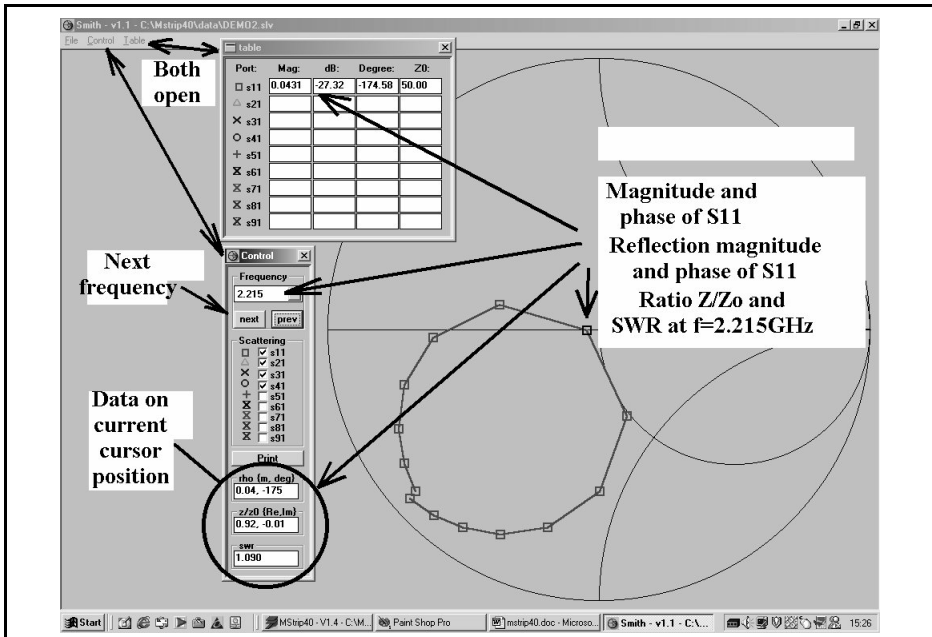 Smith - v1.1 - C:\Mstrip40\data\DEMO2.slv
File Control Table
Both
open
table
Port: Mag: dB: Degree: Z0:
s11 0.0431 -27.32 -174.58 50.00
s21
s31
s41
s51
s61
s71
s81
s91
Magnitude and
phase of S11
Reflection magnitude
and phase of S11
Ratio Z/Zo and
SWR at f=2.215GHz
Next
frequency
Control
Frequency
2.215
next prev
Scattering
s11
s21
s31
s41
s51
s61
s71
s81
s91
Print
Data on
current
cursor
position
rho {m, deg}
0.04, -175
z/z0 {Re,Im}
0.92, -0.01
swr
1.090
Start MStrip40 - V1.4 - C:\M... Paint Shop Pro mstrip40.doc - Microso... Smith - v1.1 - C:\... 15:26